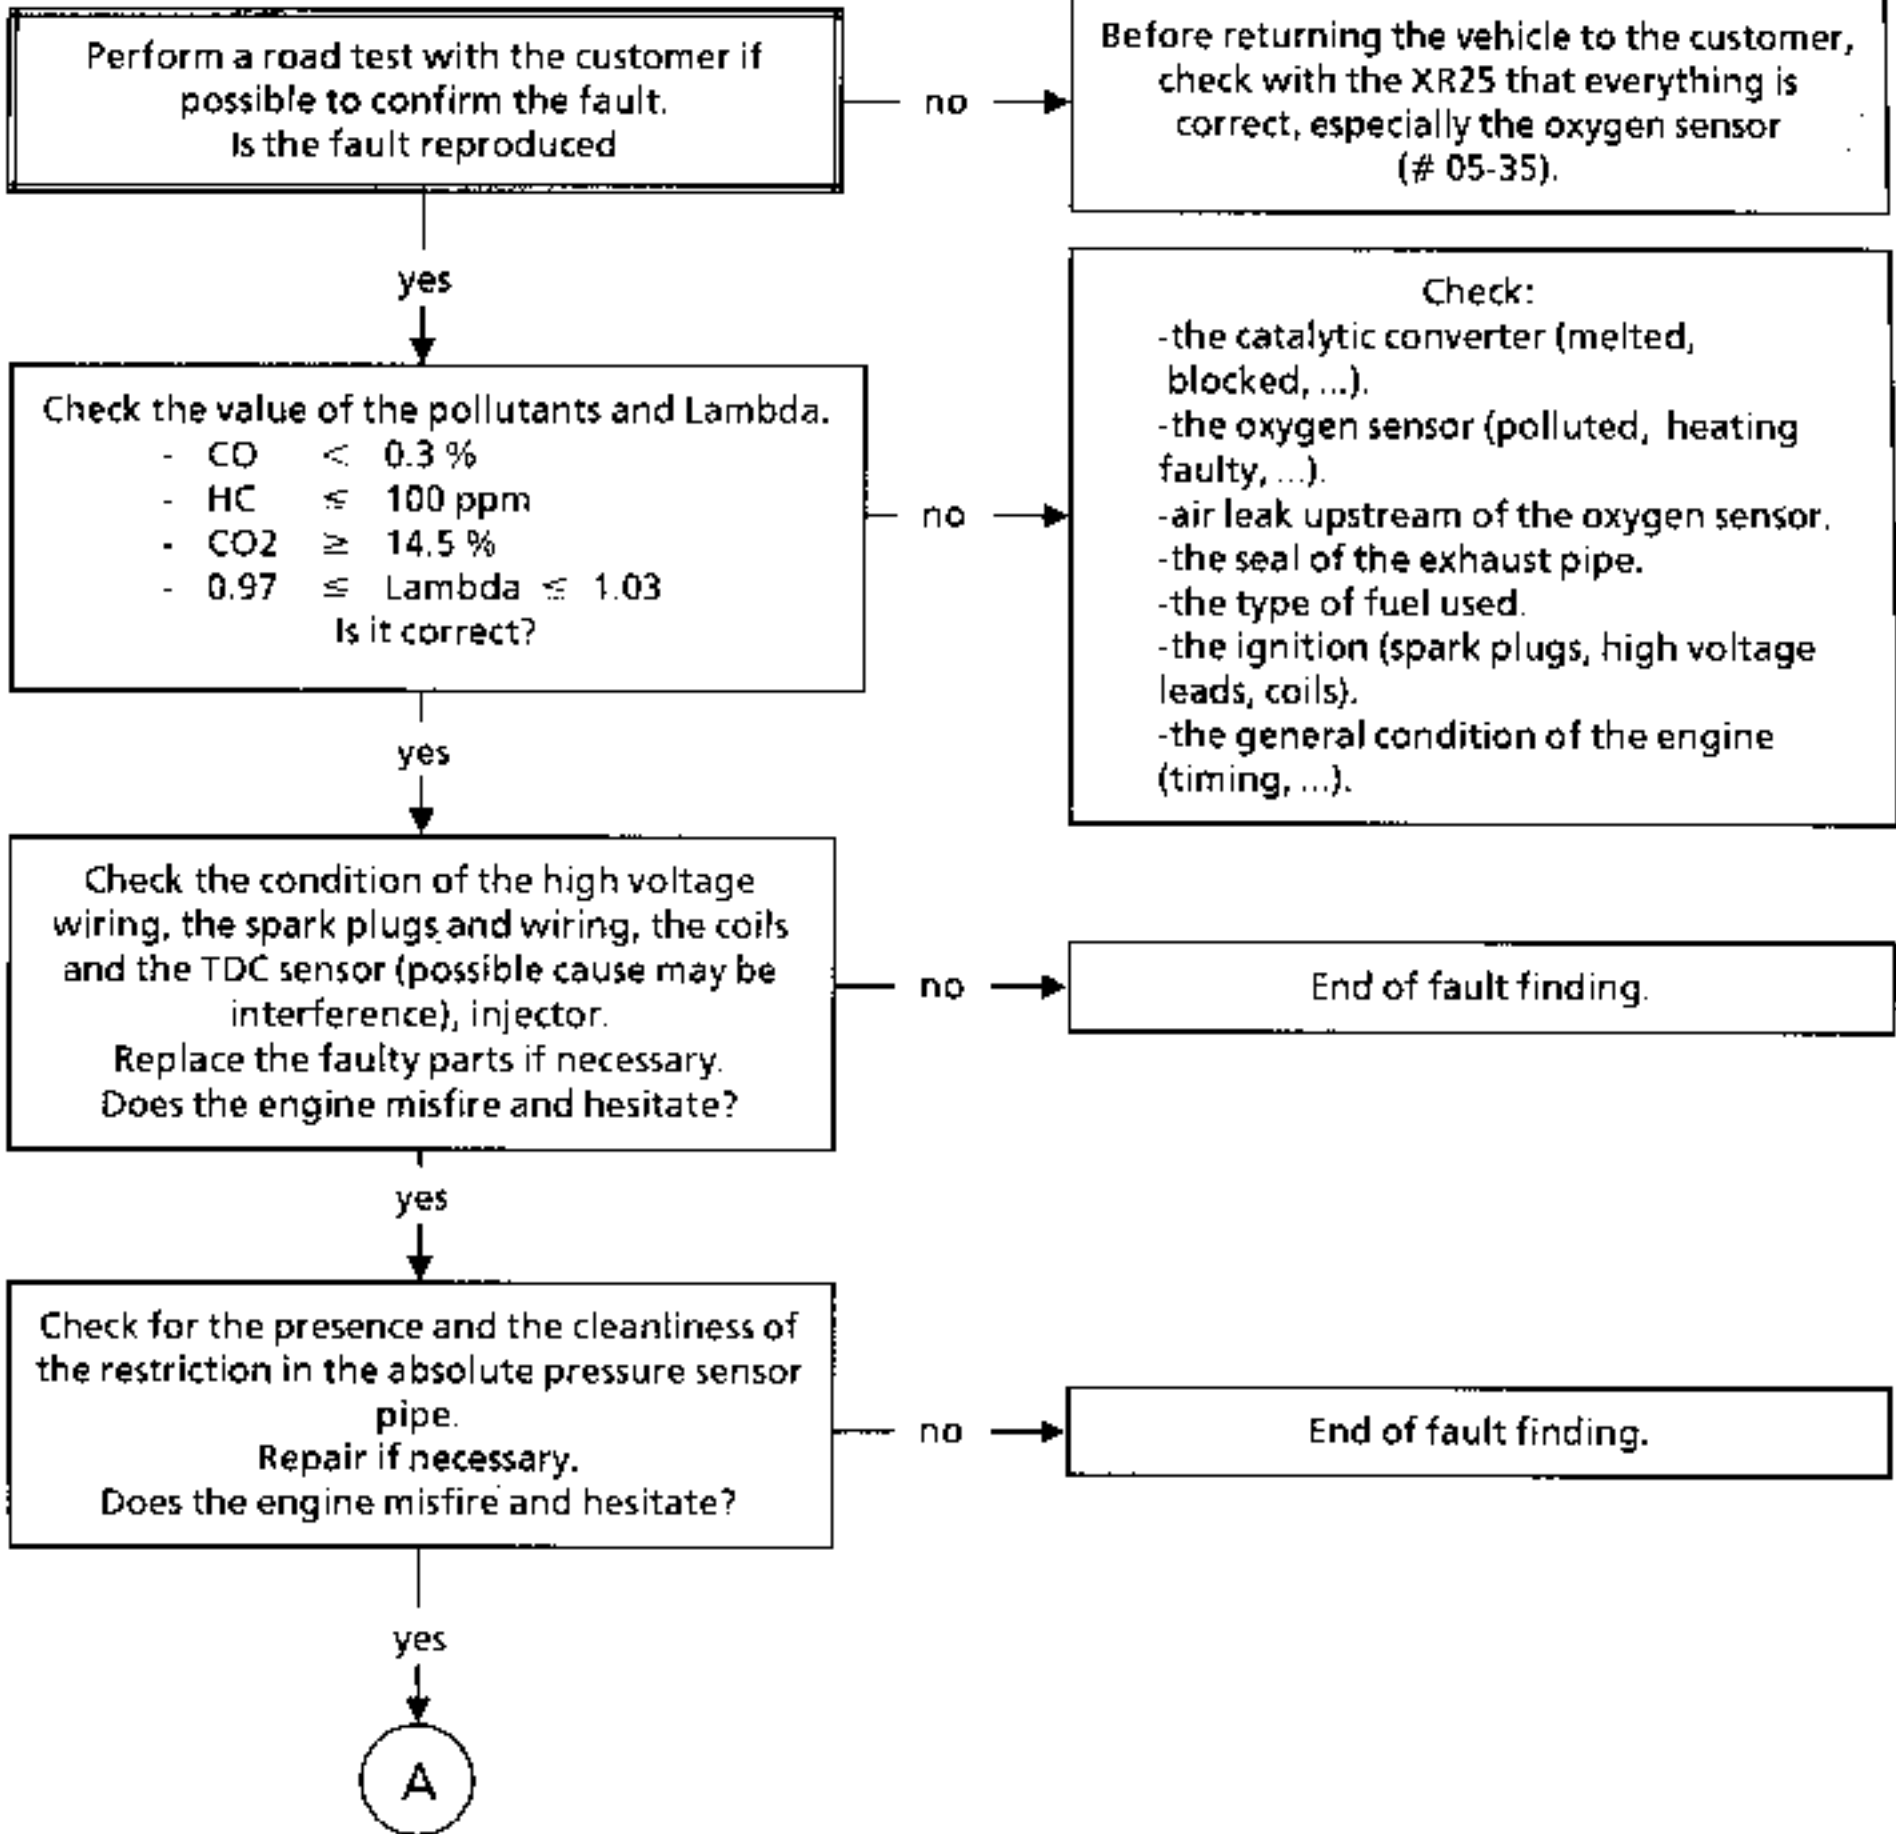 Perform a road test with the customer if
possible to confirm the fault.
Is the fault reproduced
no
Before returning the vehicle to the customer,
check with the XR25 that everything is
correct, especially the oxygen sensor
(# 05-35).
yes
Check the value of the pollutants and Lambda.
- CO < 0.3 %
- HC ≤ 100 ppm
- CO2 ≥ 14.5 %
- 0.97 ≤ Lambda ≤ 1.03
Is it correct?
no
Check:
-the catalytic converter (melted,
blocked, ...).
-the oxygen sensor (polluted, heating
faulty, ...).
-air leak upstream of the oxygen sensor.
-the seal of the exhaust pipe.
-the type of fuel used.
-the ignition (spark plugs, high voltage
leads, coils).
-the general condition of the engine
(timing, ...).
yes
Check the condition of the high voltage
wiring, the spark plugs and wiring, the coils
and the TDC sensor (possible cause may be
interference), injector.
Replace the faulty parts if necessary.
Does the engine misfire and hesitate?
no
End of fault finding.
yes
Check for the presence and the cleanliness of
the restriction in the absolute pressure sensor
pipe.
Repair if necessary.
Does the engine misfire and hesitate?
no
End of fault finding.
yes
A